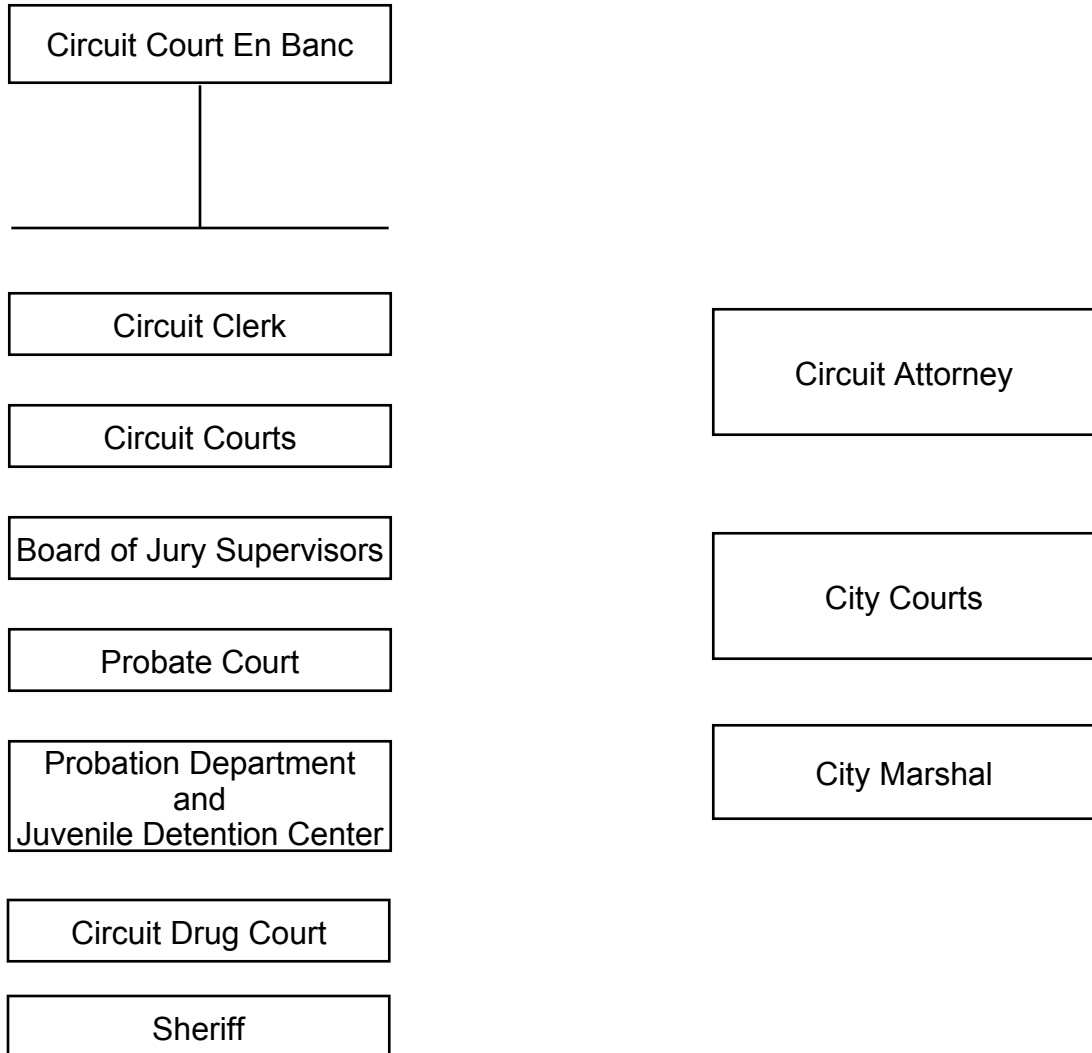 Circuit Court En Banc
Circuit Clerk
Circuit Courts
Board of Jury Supervisors
Probate Court
Probation Department
and
Juvenile Detention Center
Circuit Drug Court
Sheriff
Circuit Attorney
City Courts
City Marshal